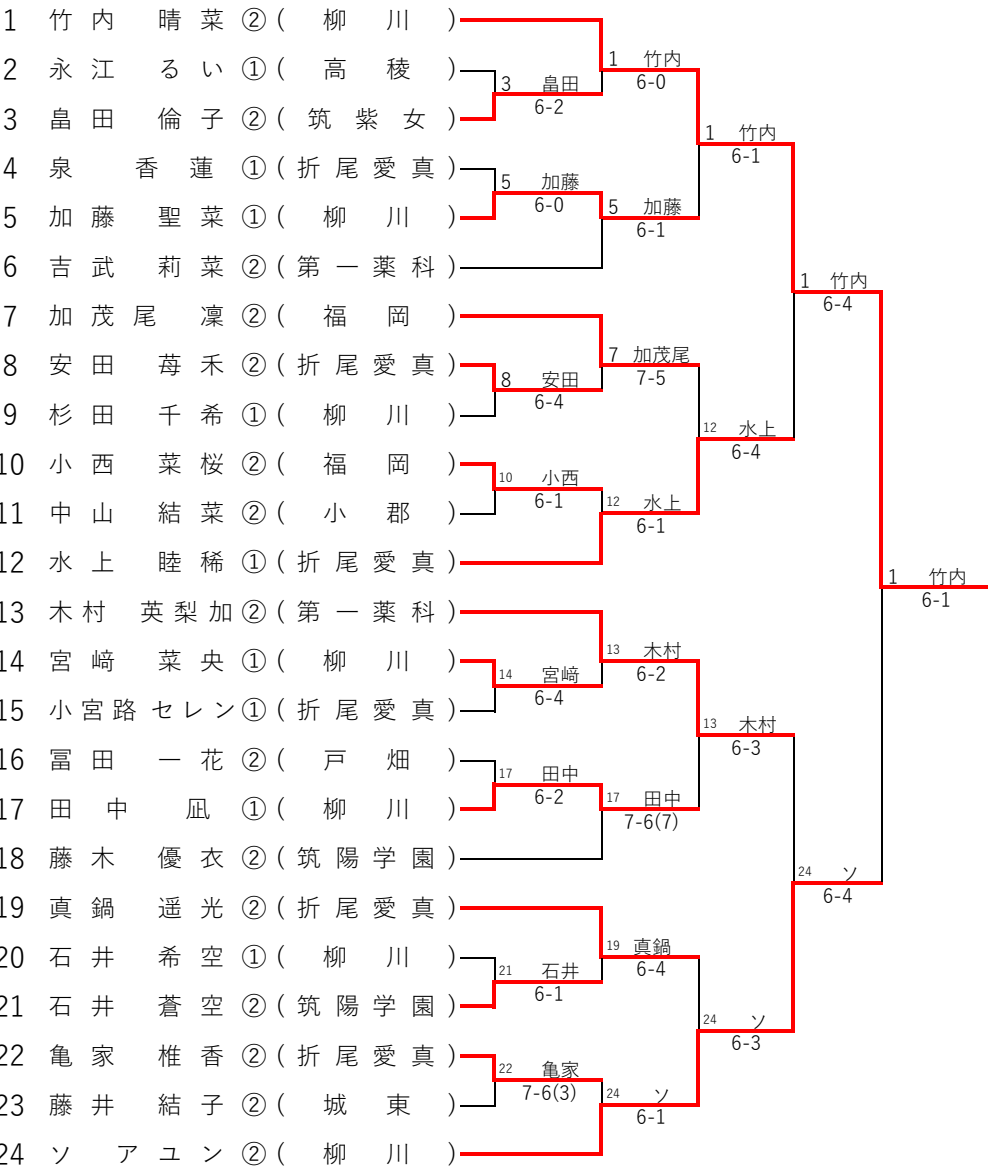 1 竹内 晴菜 ② ( 柳川 )
2 永江 るい ① ( 高稜 )
3 畠田 倫子 ② ( 筑紫女 )
4 泉 香蓮 ① ( 折尾愛真 )
5 加藤 聖菜 ① ( 柳川 )
6 吉武 莉菜 ② ( 第一薬科 )
7 加茂尾 凜 ② ( 福岡 )
8 安田 苺禾 ② ( 折尾愛真 )
9 杉田 千希 ① ( 柳川 )
10 小西 菜桜 ② ( 福岡 )
11 中山 結菜 ② ( 小郡 )
12 水上 睦稀 ① ( 折尾愛真 )
13 木村 英梨加 ② ( 第一薬科 )
14 宮﨑 菜央 ① ( 柳川 )
15 小宮路 セレン ① ( 折尾愛真 )
16 冨田 一花 ② ( 戸畑 )
17 田中 凪 ① ( 柳川 )
18 藤木 優衣 ② ( 筑陽学園 )
19 真鍋 遥光 ② ( 折尾愛真 )
20 石井 希空 ① ( 柳川 )
21 石井 蒼空 ② ( 筑陽学園 )
22 亀家 椎香 ② ( 折尾愛真 )
23 藤井 結子 ② ( 城東 )
24 ソ アユン ② ( 柳川 )
3 畠田
6-2
5 加藤
6-0
8 安田
6-4
10 小西
6-1
14 宮﨑
6-4
17 田中
6-2
21 石井
6-1
22 亀家
7-6(3)
1 竹内
6-0
5 加藤
6-1
7 加茂尾
7-5
12 水上
6-1
13 木村
6-2
17 田中
7-6(7)
19 真鍋
6-4
24 ソ
6-1
1 竹内
6-1
12 水上
6-4
13 木村
6-3
24 ソ
6-3
1 竹内
6-4
24 ソ
6-4
1 竹内
6-1